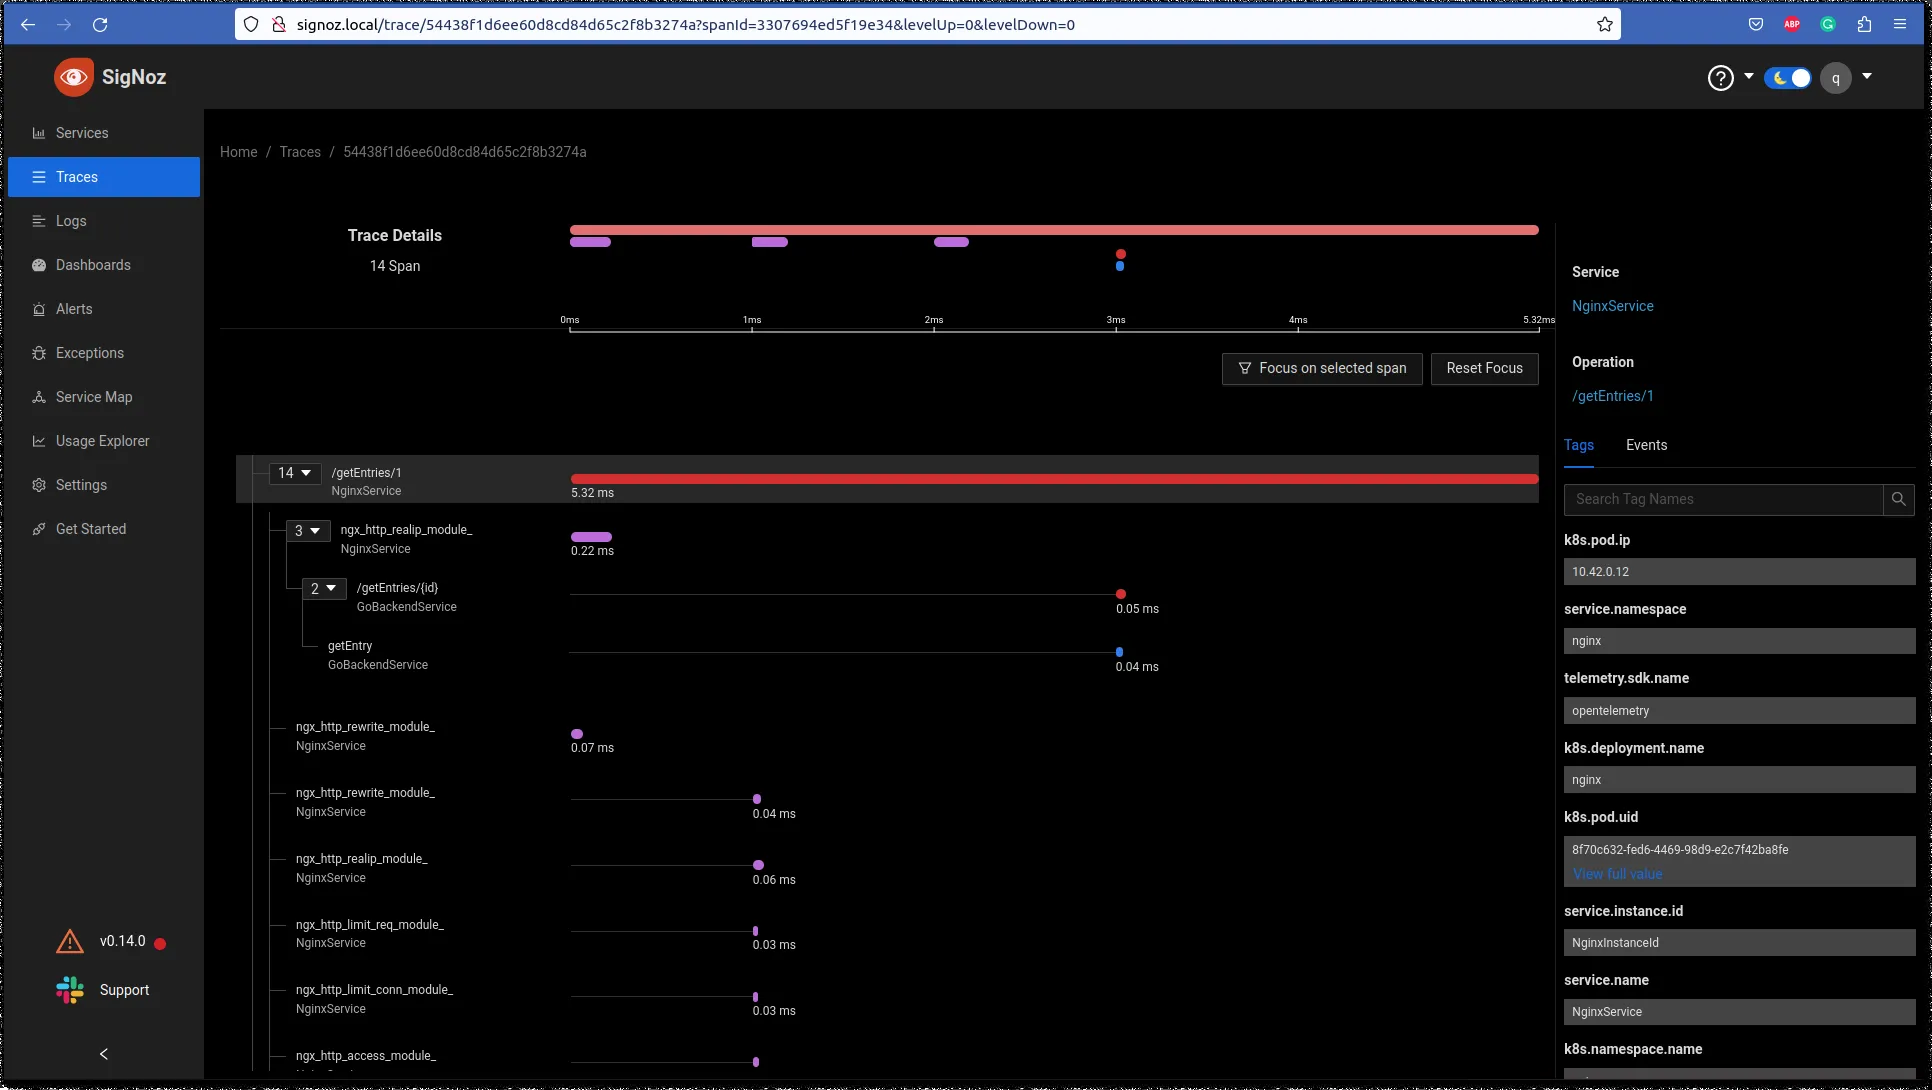 signoz.local/trace/54438f1d6ee60d8cd84d65c2f8b3274a?spanId=3307694ed5f19e34&levelUp=0&levelDown=0
ABP
SigNoz
?
q
Services
Traces
Logs
Dashboards
Alerts
Exceptions
Service Map
Usage Explorer
Settings
Get Started
v0.14.0
Support
Home / Traces / 54438f1d6ee60d8cd84d65c2f8b3274a
Trace Details
14 Span
0ms 1ms 2ms 3ms 4ms 5.32ms
Focus on selected span
Reset Focus
14 /getEntries/1
NginxService
5.32 ms
3 ngx_http_realip_module_
NginxService
0.22 ms
2 /getEntries/{id}
GoBackendService
0.05 ms
getEntry
GoBackendService
0.04 ms
ngx_http_rewrite_module_
NginxService
0.07 ms
ngx_http_rewrite_module_
NginxService
0.04 ms
ngx_http_realip_module_
NginxService
0.06 ms
ngx_http_limit_req_module_
NginxService
0.03 ms
ngx_http_limit_conn_module_
NginxService
0.03 ms
ngx_http_access_module_
Service
NginxService
Operation
/getEntries/1
Tags Events
Search Tag Names
k8s.pod.ip
10.42.0.12
service.namespace
nginx
telemetry.sdk.name
opentelemetry
k8s.deployment.name
nginx
k8s.pod.uid
8f70c632-fed6-4469-98d9-e2c7f42ba8fe
View full value
service.instance.id
NginxInstanceId
service.name
NginxService
k8s.namespace.name